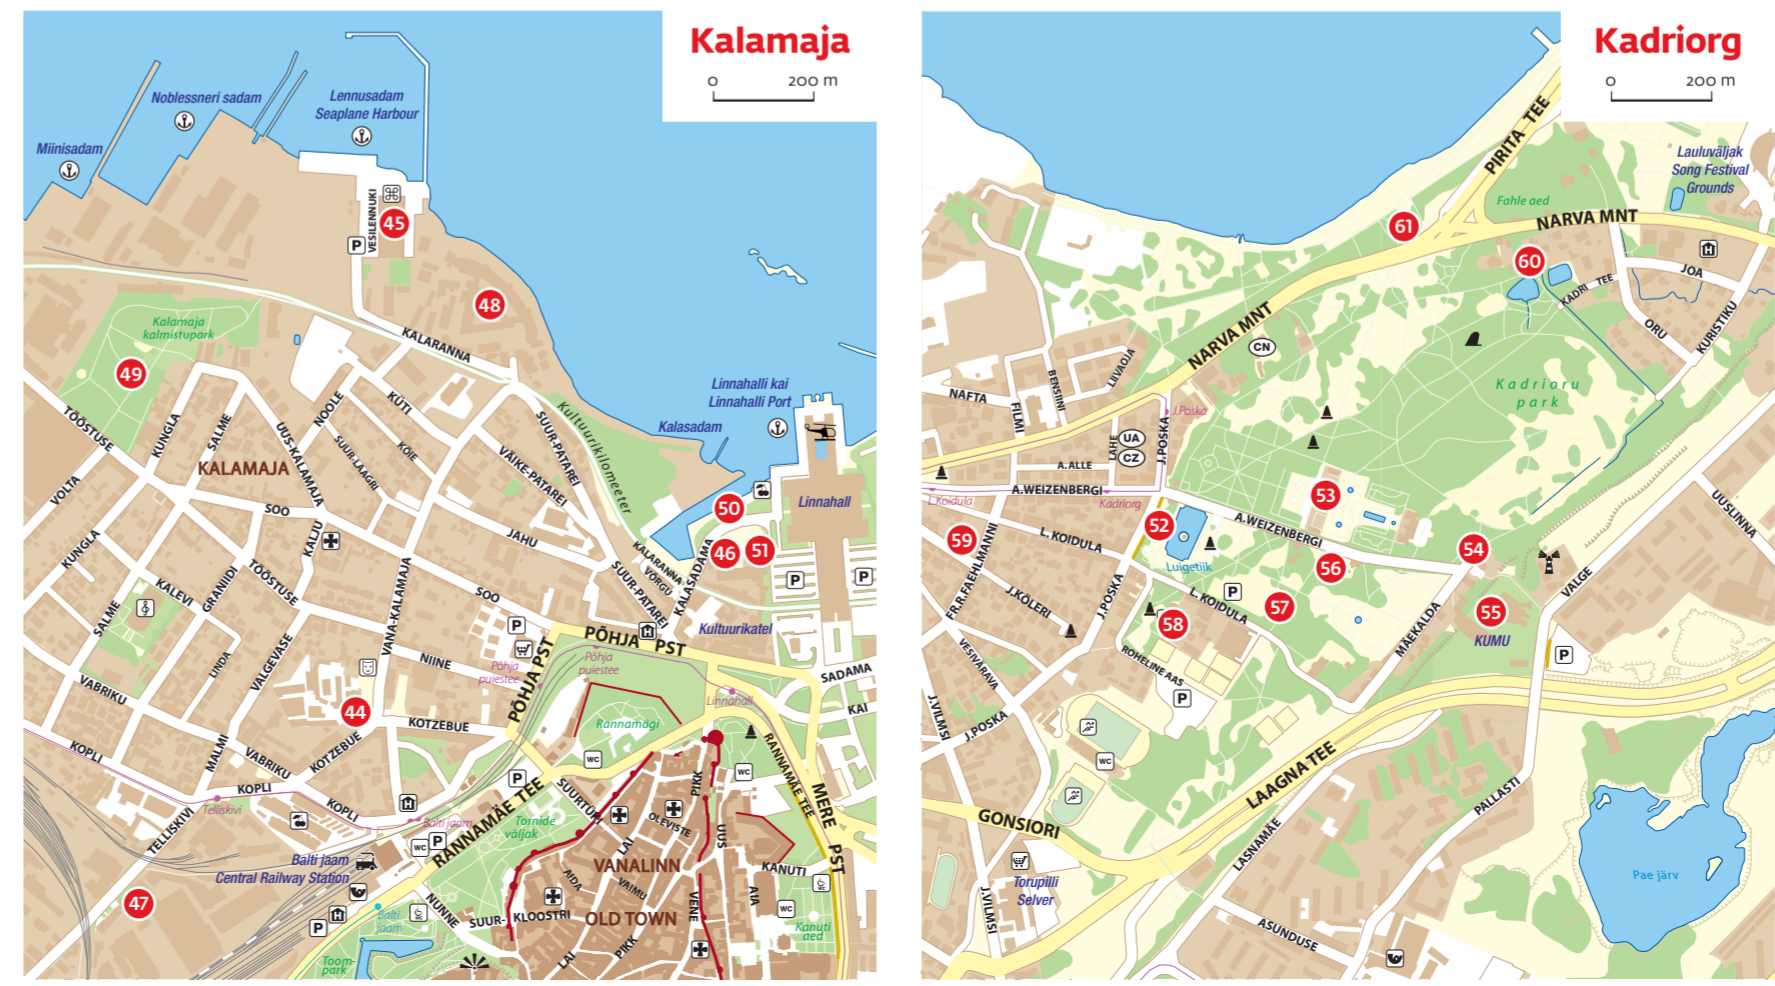 Kalamaja
0 200 m
Noblessneri sadam
Lennusadam
Seaplane Harbour
Miinisadam
VESILENNUKI
45
P
48
Kalamaja
kalmistupark
49
KALARANNA
Linnahalli kai
Linnahalli Port
Kalasadam
Kultuurikilomeeter
TÖÖSTUSE
KUNGLA
SALME
NOOLE
KÜTI
UUS-KALAMAJA
SUUR-LAAGRI
KOIE
SUUR-PATAREI
VÄIKE-PATAREI
KALAMAJA
VOLTA
SOO
KALJU
JAHU
50
Linnahall
46
51
KALARANNA
VÕRGU
KALASADAMA
SUUR-PATAREI
P
P
KUNGLA
KALEVI
GRANIIDI
TÖÖSTUSE
VANA-KALAMAJA
SOO
SALME
LINDA
VALGEVASE
NIINE
P
PÕHJA PST
PÕHJA PST
Põhja
puiestee
Põhja
puiestee
Kultuurikatel
SADAMA
KAI
VABRIKU
44
KOTZEBUE
KOTZEBUE
Linnahall
Rannamägi
KOPLI
MALMI
VABRIKU
KOPLI
KOPLI
Telliskivi
TELLISKIVI
WC
P
RANNAMÄE TEE
SUURTÜKI
PIKK
WC
RANNAMÄE TEE
MERE PST
Balti jaam
Balti jaam
Central Railway Station
WC
P
Tornide
väljak
LAI
OLEVISTE
UUS
VANALINN
OLD TOWN
AIDA
VAIMU
KANUTI
WC
Kanuti
aed
AIA
VENE
47
P
Balti
jaam
NUNNE
SUUR-KLOOSTRI
LAI
PIKK
Toom-
park
Kadriorg
0 200 m
PIRITA TEE
Lauluväljak
Song Festival
Grounds
Fahle aed
NARVA MNT
61
60
JOA
KADRI TEE
ORU
KURISTIKU
NARVA MNT
CN
Kadrioru
park
NAFTA
FILMI
BENSIINI
LIIVAOJA
J.Poska
J.POSKA
LAHE
UA
CZ
A. ALLE
A.WEIZENBERGI
L.Koidula
Kadriorg
53
52
A.WEIZENBERGI
UUSLINNA
59
L. KOIDULA
Luigetiik
54
56
FR.R.FAEHLMANNI
J.KÖLERI
J.POSKA
P
L. KOIDULA
57
58
55
KUMU
MÄEKALDA
VALGE
P
VESIVÄRAVA
ROHELINE AAS
P
J.VILMSI
J.POSKA
WC
LAAGNA TEE
GONSIORI
PALLASTI
LASNAMÄE
Torupilli
Selver
J.VILMSI
Pae järv
ASUNDUSE